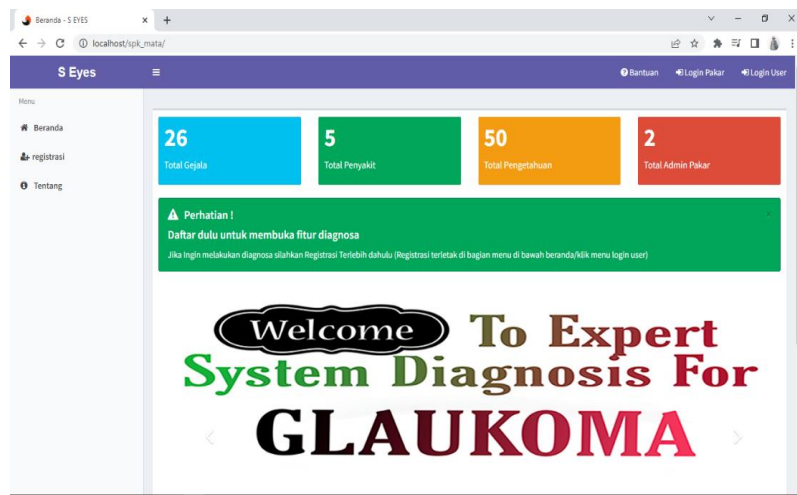 Beranda - S EYES
localhost/spk_mata/
S Eyes
Bantuan
Login Pakar
Login User
Menu
Beranda
registrasi
Tentang
26
Total Gejala
5
Total Penyakit
50
Total Pengetahuan
2
Total Admin Pakar
Perhatian !
Daftar dulu untuk membuka fitur diagnosa
Jika ingin melakukan diagnosa silahkan Registrasi Terlebih dahulu (Registrasi terletak di bagian menu di bawah beranda/klik menu login user)
Welcome To Expert
System Diagnosis For
GLAUKOMA